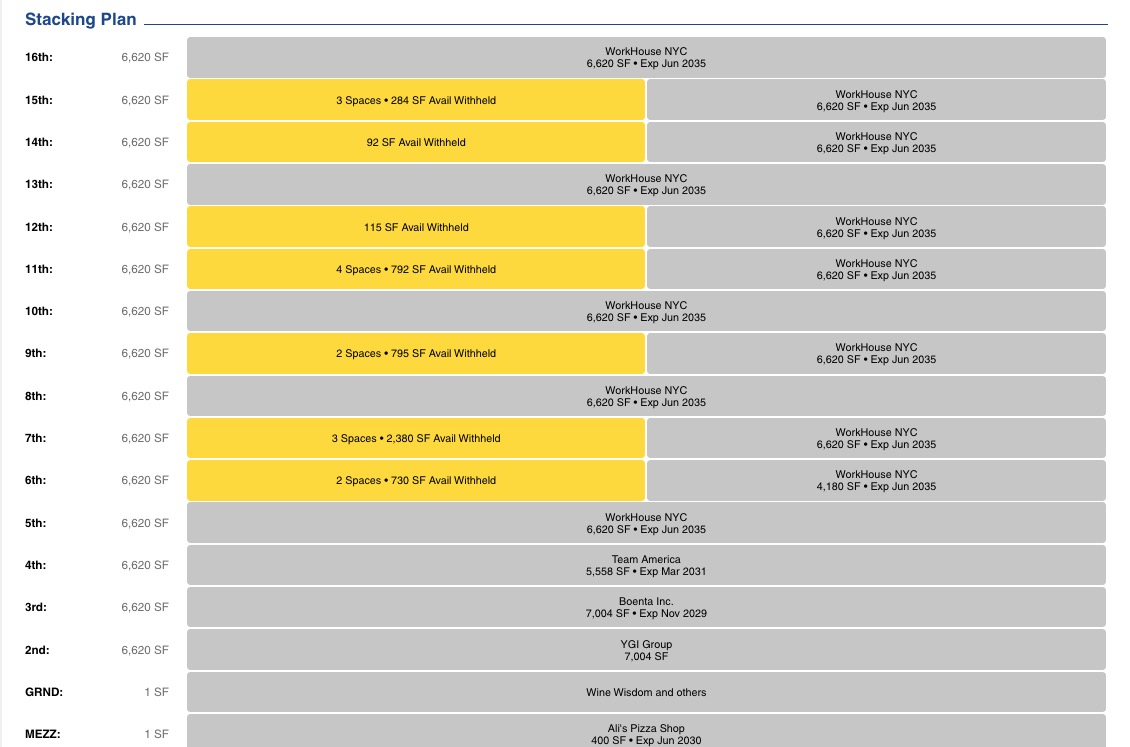 Stacking Plan
16th: 6,620 SF WorkHouse NYC
6,620 SF • Exp Jun 2035
15th: 6,620 SF 3 Spaces • 284 SF Avail Withheld WorkHouse NYC
6,620 SF • Exp Jun 2035
14th: 6,620 SF 92 SF Avail Withheld WorkHouse NYC
6,620 SF • Exp Jun 2035
13th: 6,620 SF WorkHouse NYC
6,620 SF • Exp Jun 2035
12th: 6,620 SF 115 SF Avail Withheld WorkHouse NYC
6,620 SF • Exp Jun 2035
11th: 6,620 SF 4 Spaces • 792 SF Avail Withheld WorkHouse NYC
6,620 SF • Exp Jun 2035
10th: 6,620 SF WorkHouse NYC
6,620 SF • Exp Jun 2035
9th: 6,620 SF 2 Spaces • 795 SF Avail Withheld WorkHouse NYC
6,620 SF • Exp Jun 2035
8th: 6,620 SF WorkHouse NYC
6,620 SF • Exp Jun 2035
7th: 6,620 SF 3 Spaces • 2,380 SF Avail Withheld WorkHouse NYC
6,620 SF • Exp Jun 2035
6th: 6,620 SF 2 Spaces • 730 SF Avail Withheld WorkHouse NYC
4,180 SF • Exp Jun 2035
5th: 6,620 SF WorkHouse NYC
6,620 SF • Exp Jun 2035
4th: 6,620 SF Team America
5,558 SF • Exp Mar 2031
3rd: 6,620 SF Boenta Inc.
7,004 SF • Exp Nov 2029
2nd: 6,620 SF YGI Group
7,004 SF
GRND: 1 SF Wine Wisdom and others
MEZZ: 1 SF Ali's Pizza Shop
400 SF • Exp Jun 2030